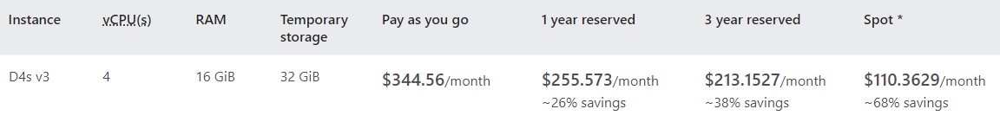 Instance vCPU(s) RAM Temporary storage Pay as you go 1 year reserved 3 year reserved Spot *
D4s v3 4 16 GiB 32 GiB $344.56/month $255.573/month $213.1527/month $110.3629/month
~26% savings ~38% savings ~68% savings